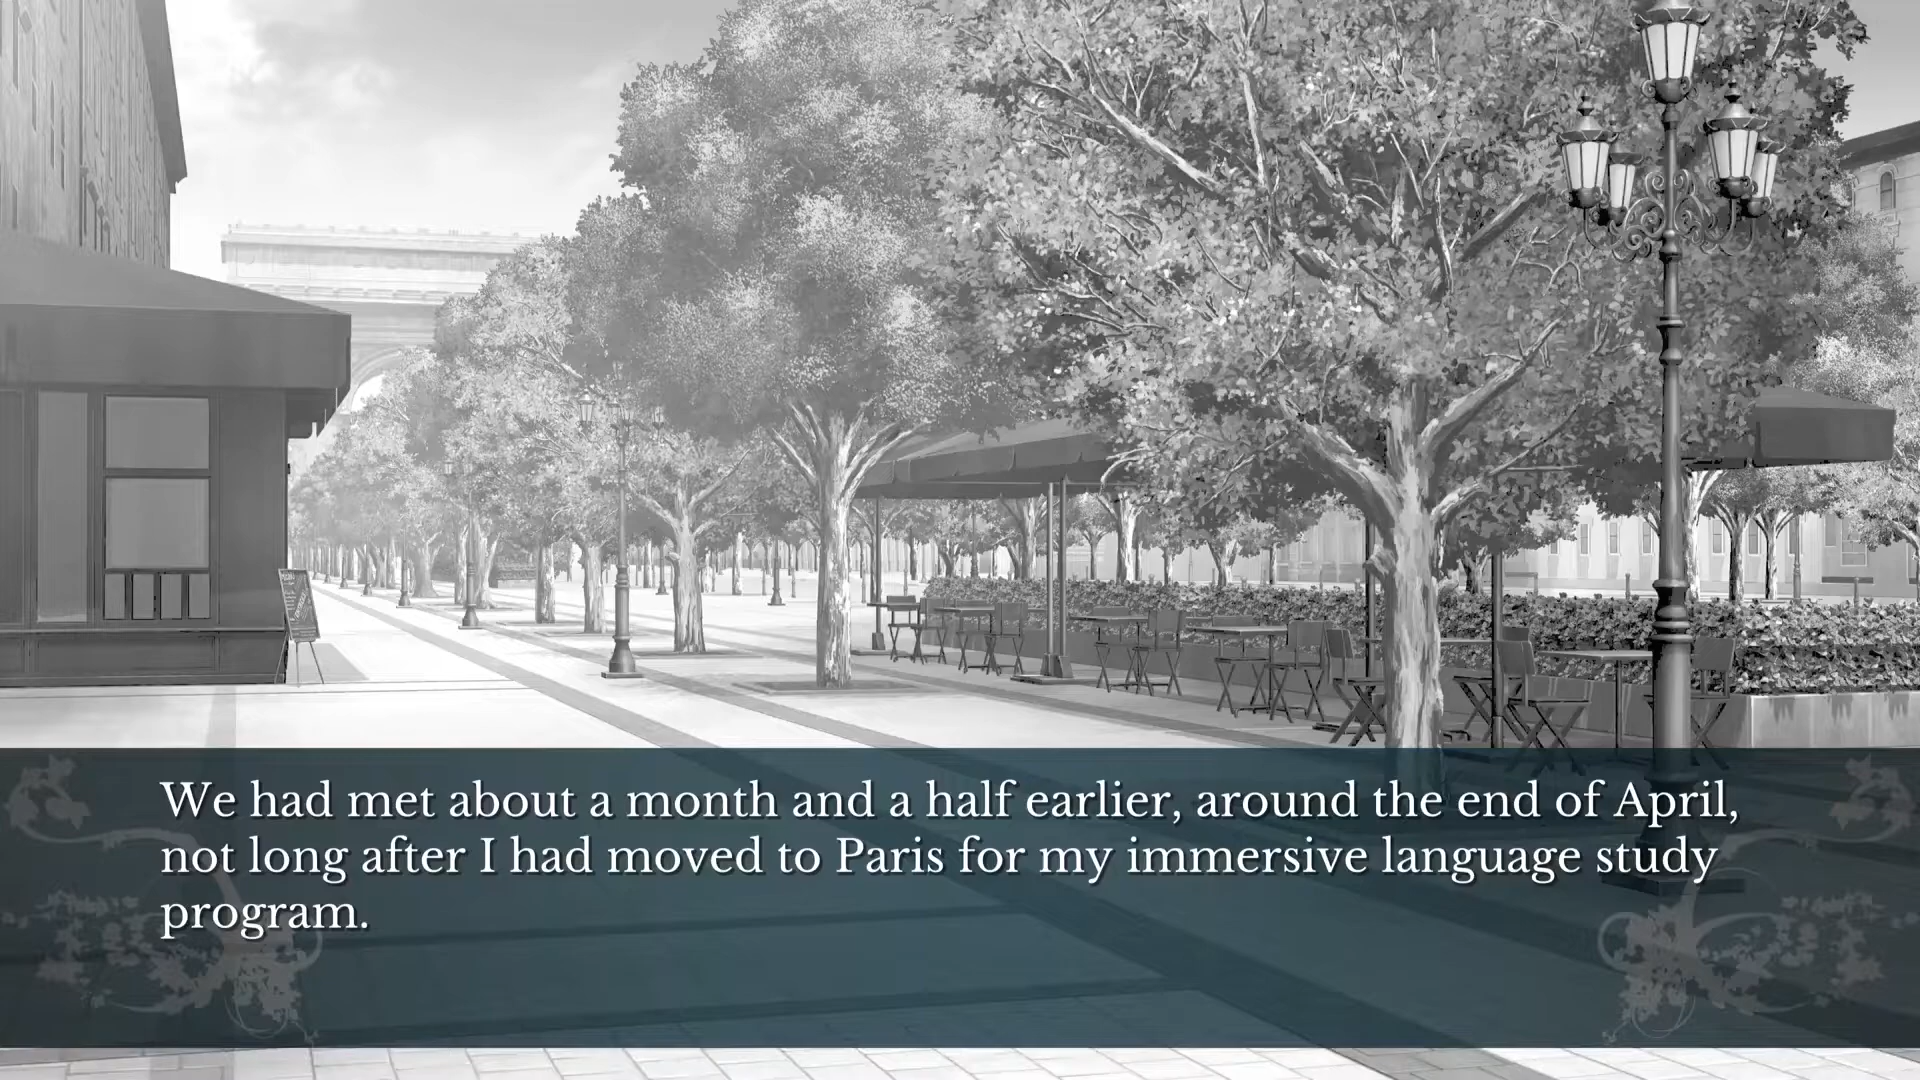 We had met about a month and a half earlier, around the end of April,
not long after I had moved to Paris for my immersive language study
program.